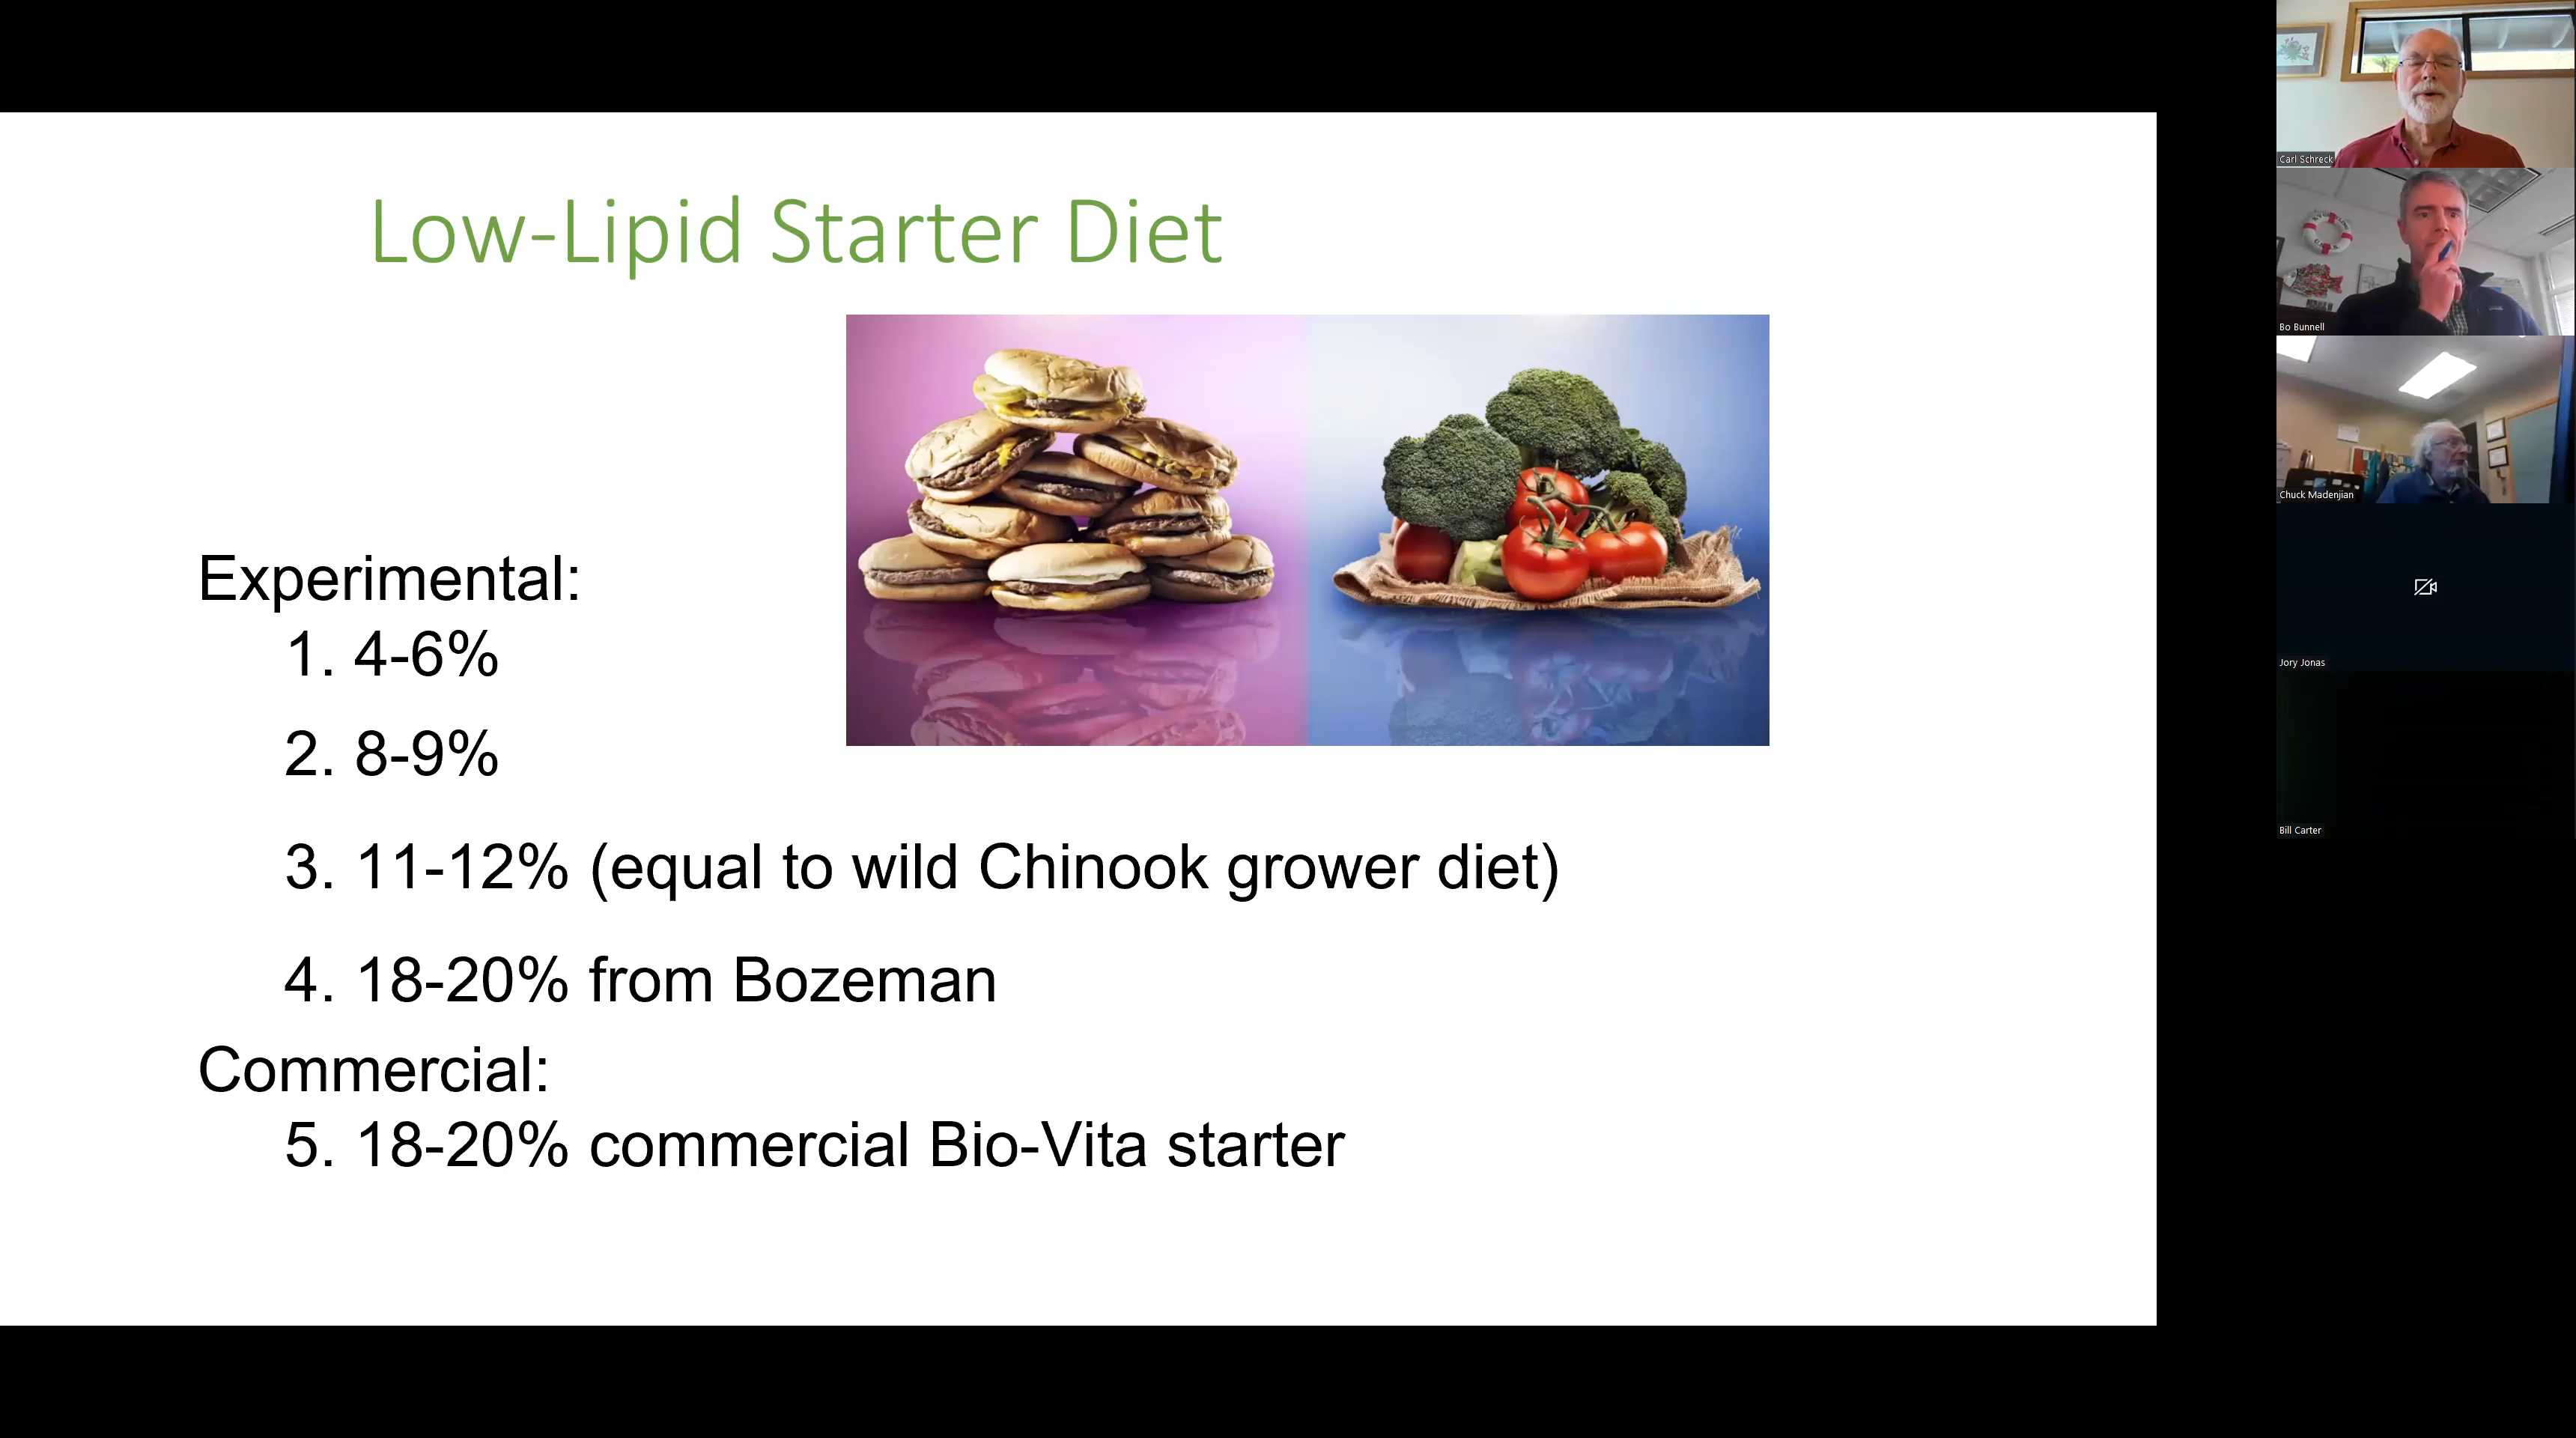 Low-Lipid Starter Diet
Experimental:
1. 4-6%
2. 8-9%
3. 11-12% (equal to wild Chinook grower diet)
4. 18-20% from Bozeman
Commercial:
5. 18-20% commercial Bio-Vita starter
Carl Schreck
Bo Bunnell
Chuck Madenjian
Jory Jonas
Bill Carter